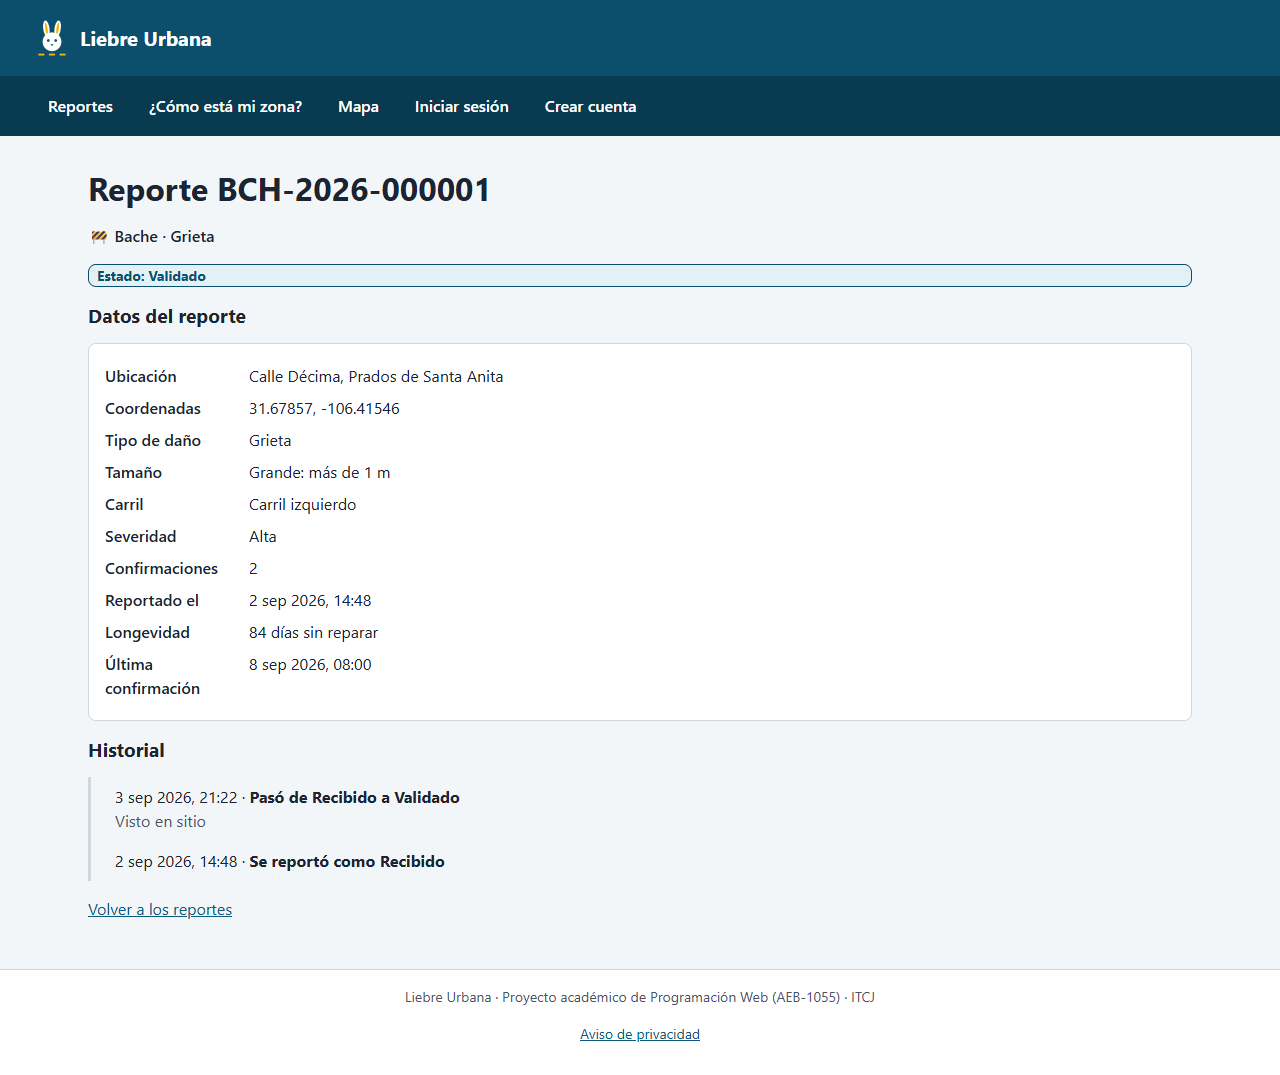 Liebre Urbana
Reportes ¿Cómo está mi zona? Mapa Iniciar sesión Crear cuenta
Reporte BCH-2026-000001
🚧 Bache · Grieta
Estado: Validado
Datos del reporte
Ubicación Calle Décima, Prados de Santa Anita
Coordenadas 31.67857, -106.41546
Tipo de daño Grieta
Tamaño Grande: más de 1 m
Carril Carril izquierdo
Severidad Alta
Confirmaciones 2
Reportado el 2 sep 2026, 14:48
Longevidad 84 días sin reparar
Última confirmación 8 sep 2026, 08:00
Historial
3 sep 2026, 21:22 · Pasó de Recibido a Validado
Visto en sitio
2 sep 2026, 14:48 · Se reportó como Recibido
Volver a los reportes
Liebre Urbana · Proyecto académico de Programación Web (AEB-1055) · ITCJ
Aviso de privacidad